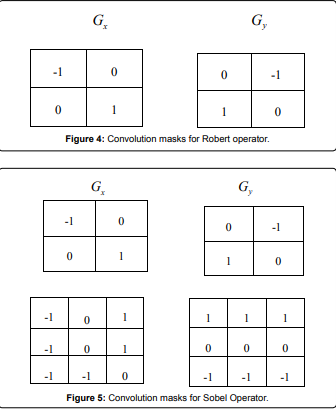 Gx Gy
-1 0 0 -1
0 1 1 0
Figure 4: Convolution masks for Robert operator.
Gx Gy
-1 0 0 -1
0 1 1 0
-1 0 1 1 1 1
-1 0 1 0 0 0
-1 -1 0 -1 -1 -1
Figure 5: Convolution masks for Sobel Operator.